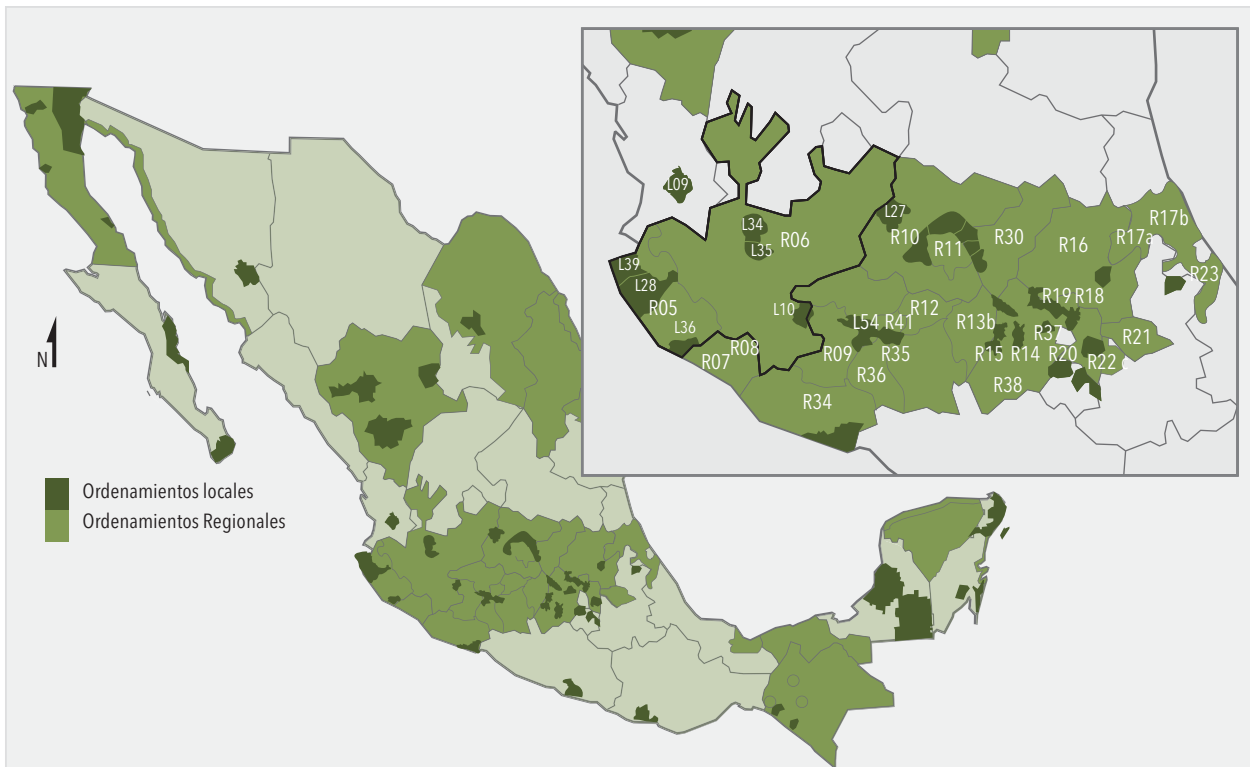 N
Ordenamientos locales
Ordenamientos Regionales
L09
L34
L35
R06
L27
R10
R11
R30
R16
R17a
R17b
R23
L39
L28
R05
L36
L10
R07
R08
L54
R41
R12
R13b
R19
R18
R09
R35
R15
R14
R37
R20
R22
R21
R36
R38
R34